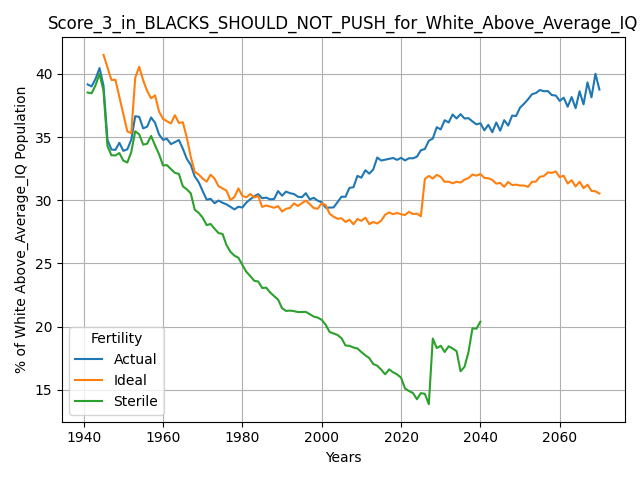 Score_3_in_BLACKS_SHOULD_NOT_PUSH_for_White_Above_Average_IQ
% of White Above_Average_IQ Population
40
35
30
25
20
15
Fertility
Actual
Ideal
Sterile
1940 1960 1980 2000 2020 2040 2060
Years